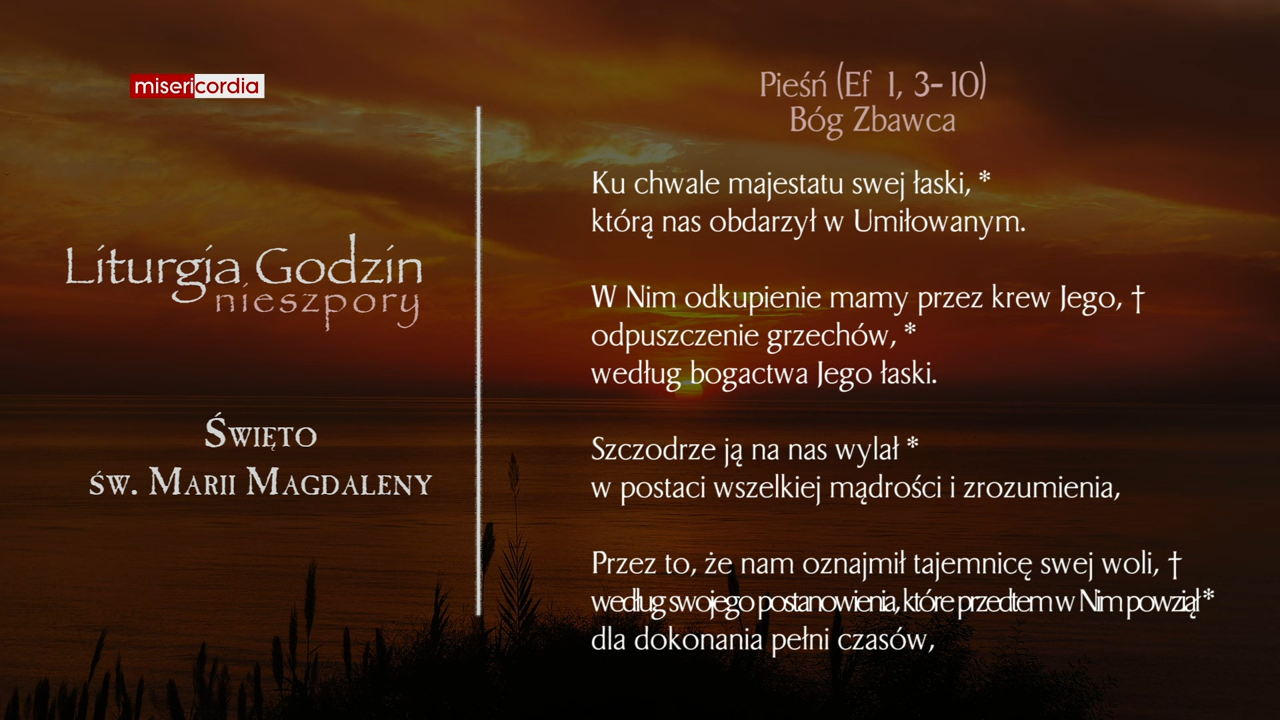 misericordia
Liturgia Godzin
nieszpory
Święto
św. Marii Magdaleny
Pieśń (Ef 1, 3-10)
Bóg Zbawca
Ku chwale majestatu swej łaski, *
którą nas obdarzył w Umiłowanym.
W Nim odkupienie mamy przez krew Jego, †
odpuszczenie grzechów, *
według bogactwa Jego łaski.
Szczodrze ją na nas wylał *
w postaci wszelkiej mądrości i zrozumienia,
Przez to, że nam oznajmił tajemnicę swej woli, †
według swojego postanowienia, które przedtem w Nim powziął *
dla dokonania pełni czasów,